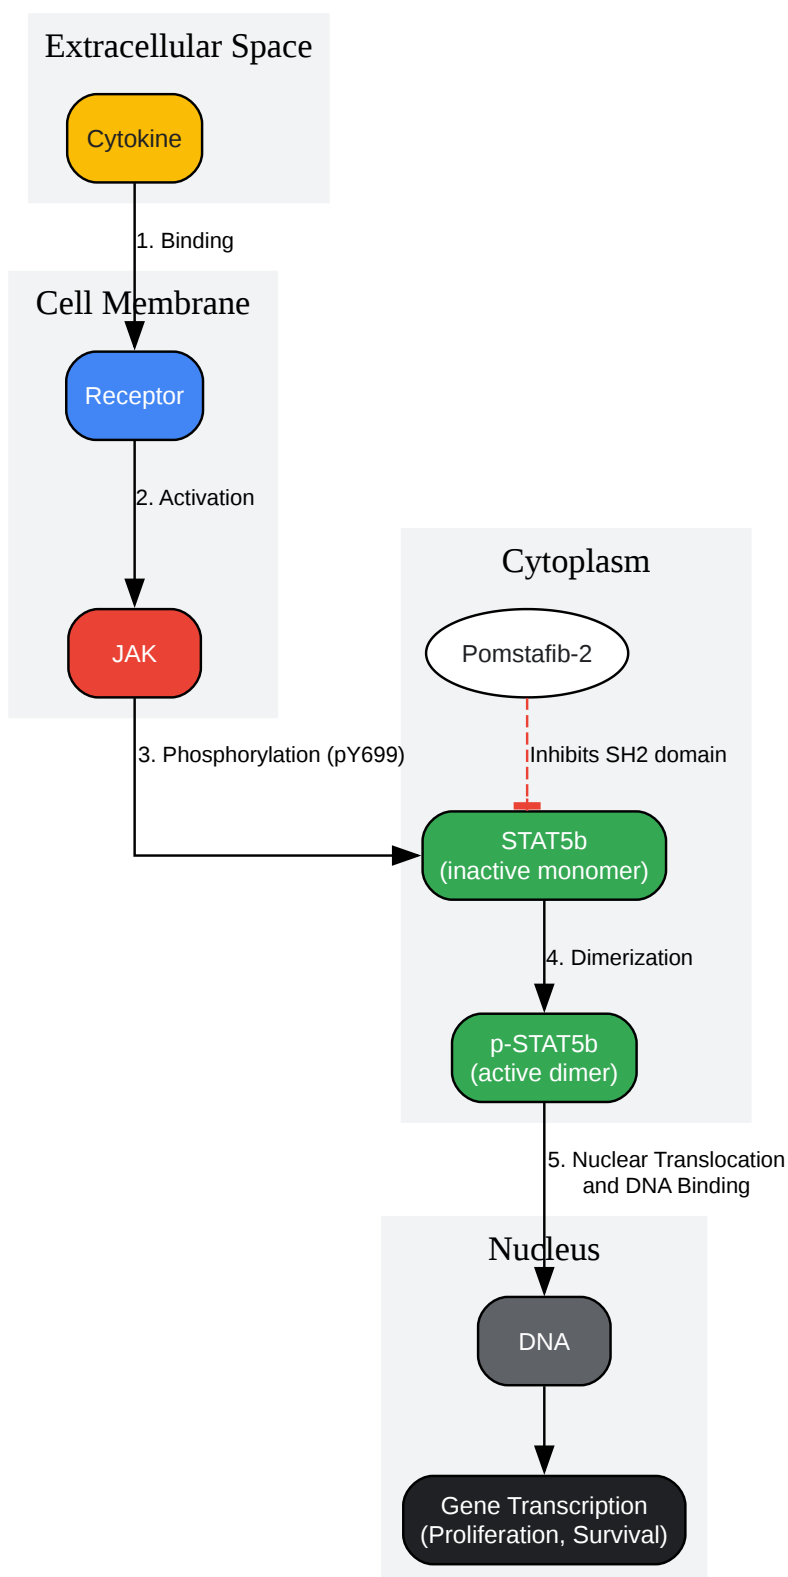 Extracellular Space
Cytokine
1. Binding
Cell Membrane
Receptor
2. Activation
Cytoplasm
JAK
Pomstafib-2
3. Phosphorylation (pY699)
Inhibits SH2 domain
STAT5b
(inactive monomer)
4. Dimerization
p-STAT5b
(active dimer)
5. Nuclear Translocation
and DNA Binding
Nucleus
DNA
Gene Transcription
(Proliferation, Survival)